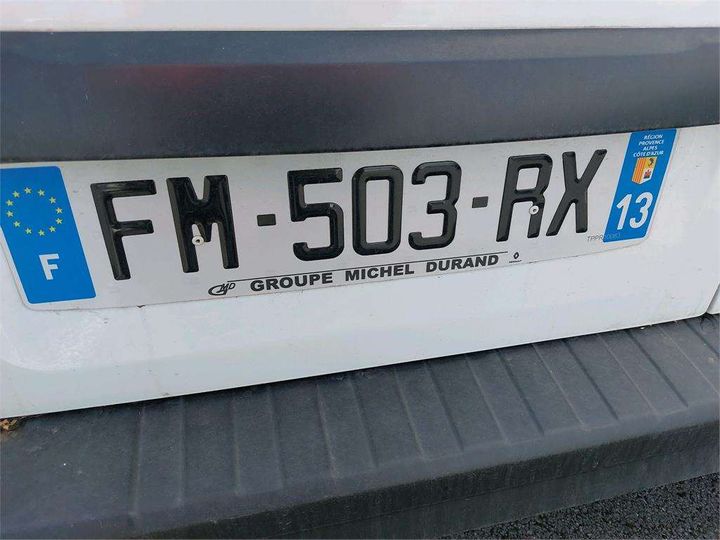 F
FM-503-RX
RÉGION
PROVENCE
ALPES
CÔTE D'AZUR
13
GROUPE MICHEL DURAND